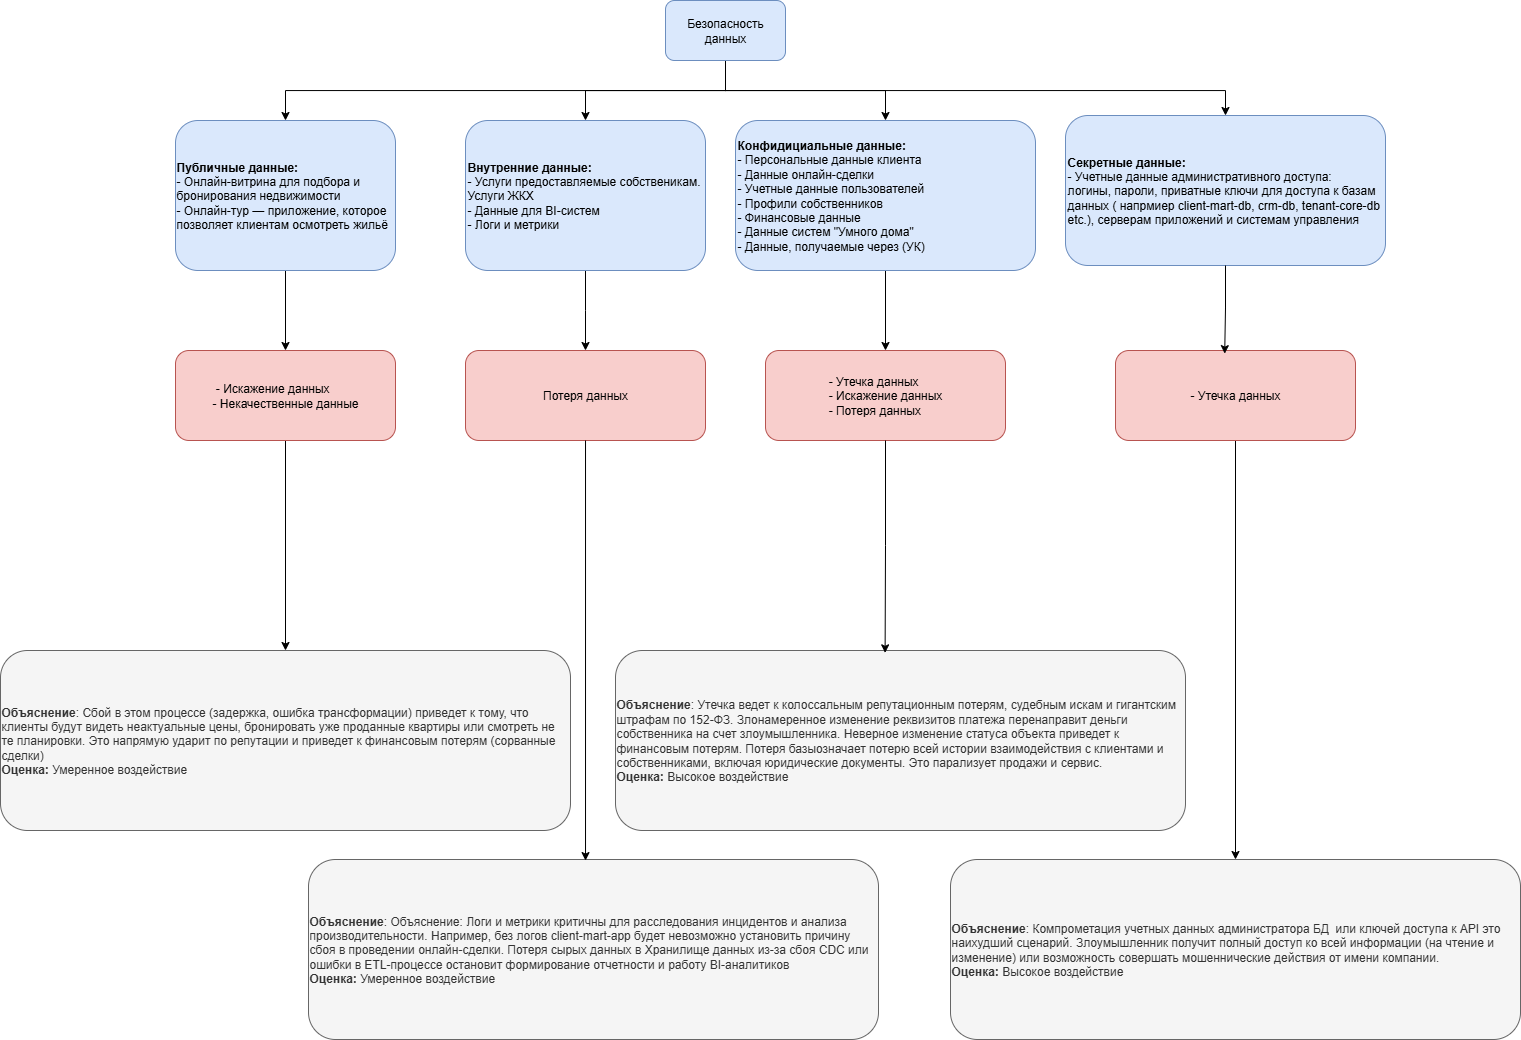 Безопасность
данных
Публичные данные:
- Онлайн-витрина для подбора и
бронирования недвижимости
- Онлайн-тур — приложение, которое
позволяет клиентам осмотреть жильё
Внутренние данные:
- Услуги предоставляемые собственикам.
Услуги ЖКХ
- Данные для BI-систем
- Логи и метрики
Конфидициальные данные:
- Персональные данные клиента
- Данные онлайн-сделки
- Учетные данные пользователей
- Профили собственников
- Финансовые данные
- Данные систем "Умного дома"
- Данные, получаемые через (УК)
Секретные данные:
- Учетные данные административного доступа:
логины, пароли, приватные ключи для доступа к базам
данных ( напрмиер client-mart-db, crm-db, tenant-core-db
etc.), серверам приложений и системам управления
- Искажение данных
- Некачественные данные
Потеря данных
- Утечка данных
- Искажение данных
- Потеря данных
- Утечка данных
Объяснение: Сбой в этом процессе (задержка, ошибка трансформации) приведет к тому, что
клиенты будут видеть неактуальные цены, бронировать уже проданные квартиры или смотреть не
те планировки. Это напрямую ударит по репутации и приведет к финансовым потерям (сорванные
сделки)
Оценка: Умеренное воздействие
Объяснение: Утечка ведет к колоссальным репутационным потерям, судебным искам и гигантским
штрафам по 152-ФЗ. Злонамеренное изменение реквизитов платежа перенаправит деньги
собственника на счет злоумышленника. Неверное изменение статуса объекта приведет к
финансовым потерям. Потеря базыозначает потерю всей истории взаимодействия с клиентами и
собственниками, включая юридические документы. Это парализует продажи и сервис.
Оценка: Высокое воздействие
Объяснение: Объяснение: Логи и метрики критичны для расследования инцидентов и анализа
производительности. Например, без логов client-mart-app будет невозможно установить причину
сбоя в проведении онлайн-сделки. Потеря сырых данных в Хранилище данных из-за сбоя CDC или
ошибки в ETL-процессе остановит формирование отчетности и работу BI-аналитиков
Оценка: Умеренное воздействие
Объяснение: Компрометация учетных данных администратора БД  или ключей доступа к API это
наихудший сценарий. Злоумышленник получит полный доступ ко всей информации (на чтение и
изменение) или возможность совершать мошеннические действия от имени компании.
Оценка: Высокое воздействие